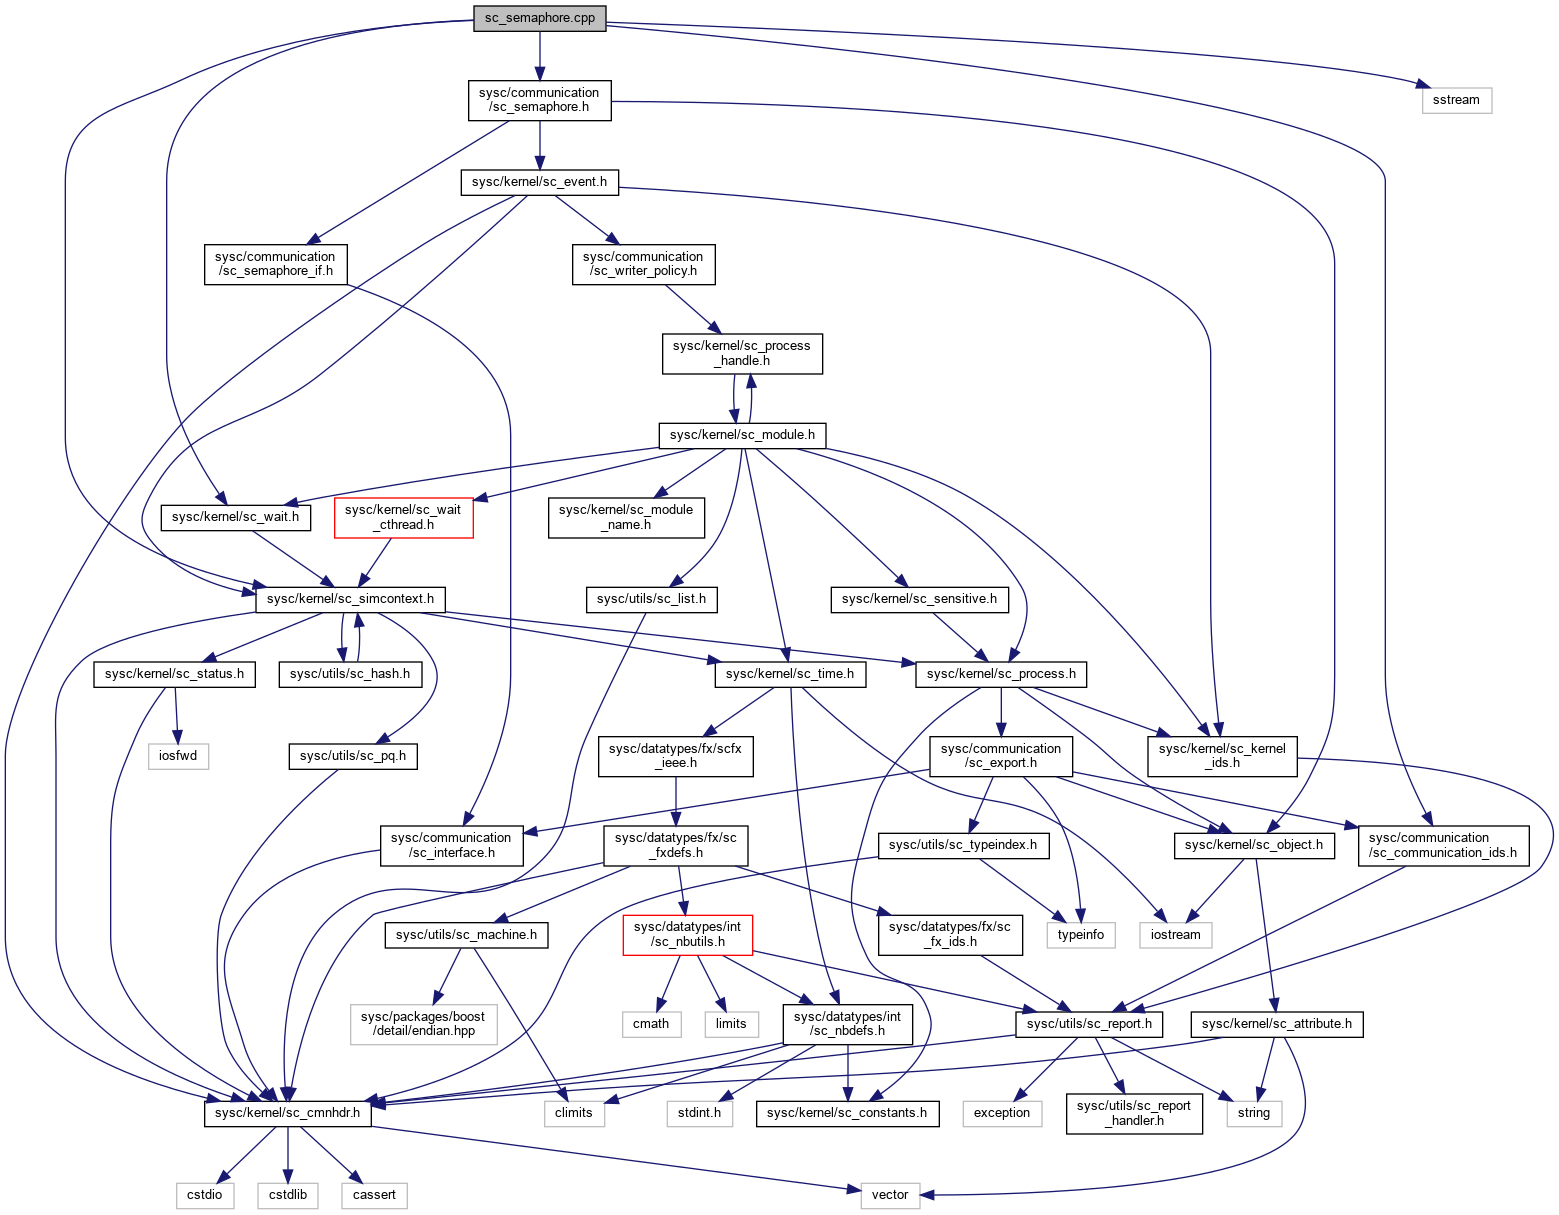 sc_semaphore.cpp
sysc/communication
/sc_semaphore.h
sstream
sysc/kernel/sc_event.h
sysc/communication
/sc_semaphore_if.h
sysc/communication
/sc_writer_policy.h
sysc/kernel/sc_process
_handle.h
sysc/kernel/sc_module.h
sysc/kernel/sc_wait.h
sysc/kernel/sc_wait
_cthread.h
sysc/kernel/sc_module
_name.h
sysc/kernel/sc_simcontext.h
sysc/utils/sc_list.h
sysc/kernel/sc_sensitive.h
sysc/kernel/sc_status.h
sysc/utils/sc_hash.h
sysc/kernel/sc_time.h
sysc/kernel/sc_process.h
iosfwd
sysc/utils/sc_pq.h
sysc/datatypes/fx/scfx
_ieee.h
sysc/communication
/sc_export.h
sysc/kernel/sc_kernel
_ids.h
sysc/communication
/sc_interface.h
sysc/datatypes/fx/sc
_fxdefs.h
sysc/utils/sc_typeindex.h
sysc/kernel/sc_object.h
sysc/communication
/sc_communication_ids.h
sysc/utils/sc_machine.h
sysc/datatypes/int
/sc_nbutils.h
sysc/datatypes/fx/sc
_fx_ids.h
typeinfo
iostream
sysc/packages/boost
/detail/endian.hpp
cmath
limits
sysc/datatypes/int
/sc_nbdefs.h
sysc/utils/sc_report.h
sysc/kernel/sc_attribute.h
sysc/kernel/sc_cmnhdr.h
climits
stdint.h
sysc/kernel/sc_constants.h
exception
sysc/utils/sc_report
_handler.h
string
cstdio
cstdlib
cassert
vector